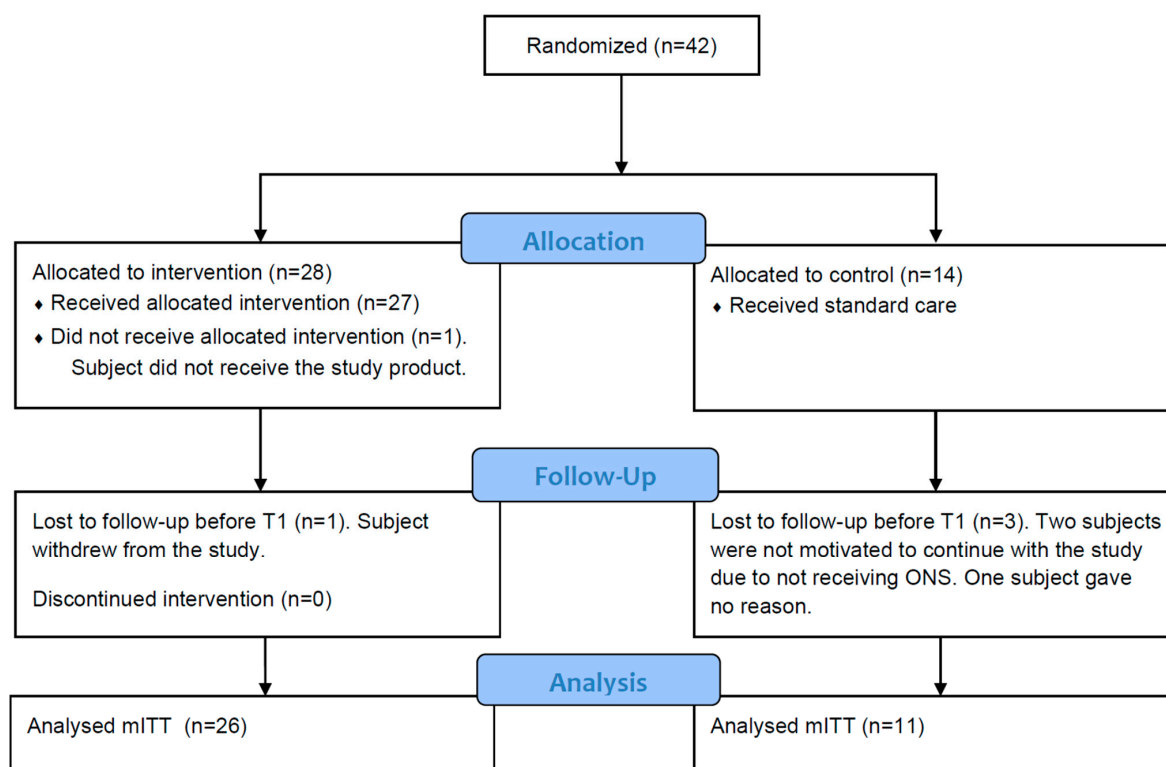 Randomized (n=42)
Allocation
Allocated to intervention (n=28)
♦ Received allocated intervention (n=27)
♦ Did not receive allocated intervention (n=1).
Subject did not receive the study product.
Allocated to control (n=14)
♦ Received standard care
Follow-Up
Lost to follow-up before T1 (n=1). Subject
withdrew from the study.
Discontinued intervention (n=0)
Lost to follow-up before T1 (n=3). Two subjects
were not motivated to continue with the study
due to not receiving ONS. One subject gave
no reason.
Analysis
Analysed mITT (n=26)
Analysed mITT (n=11)